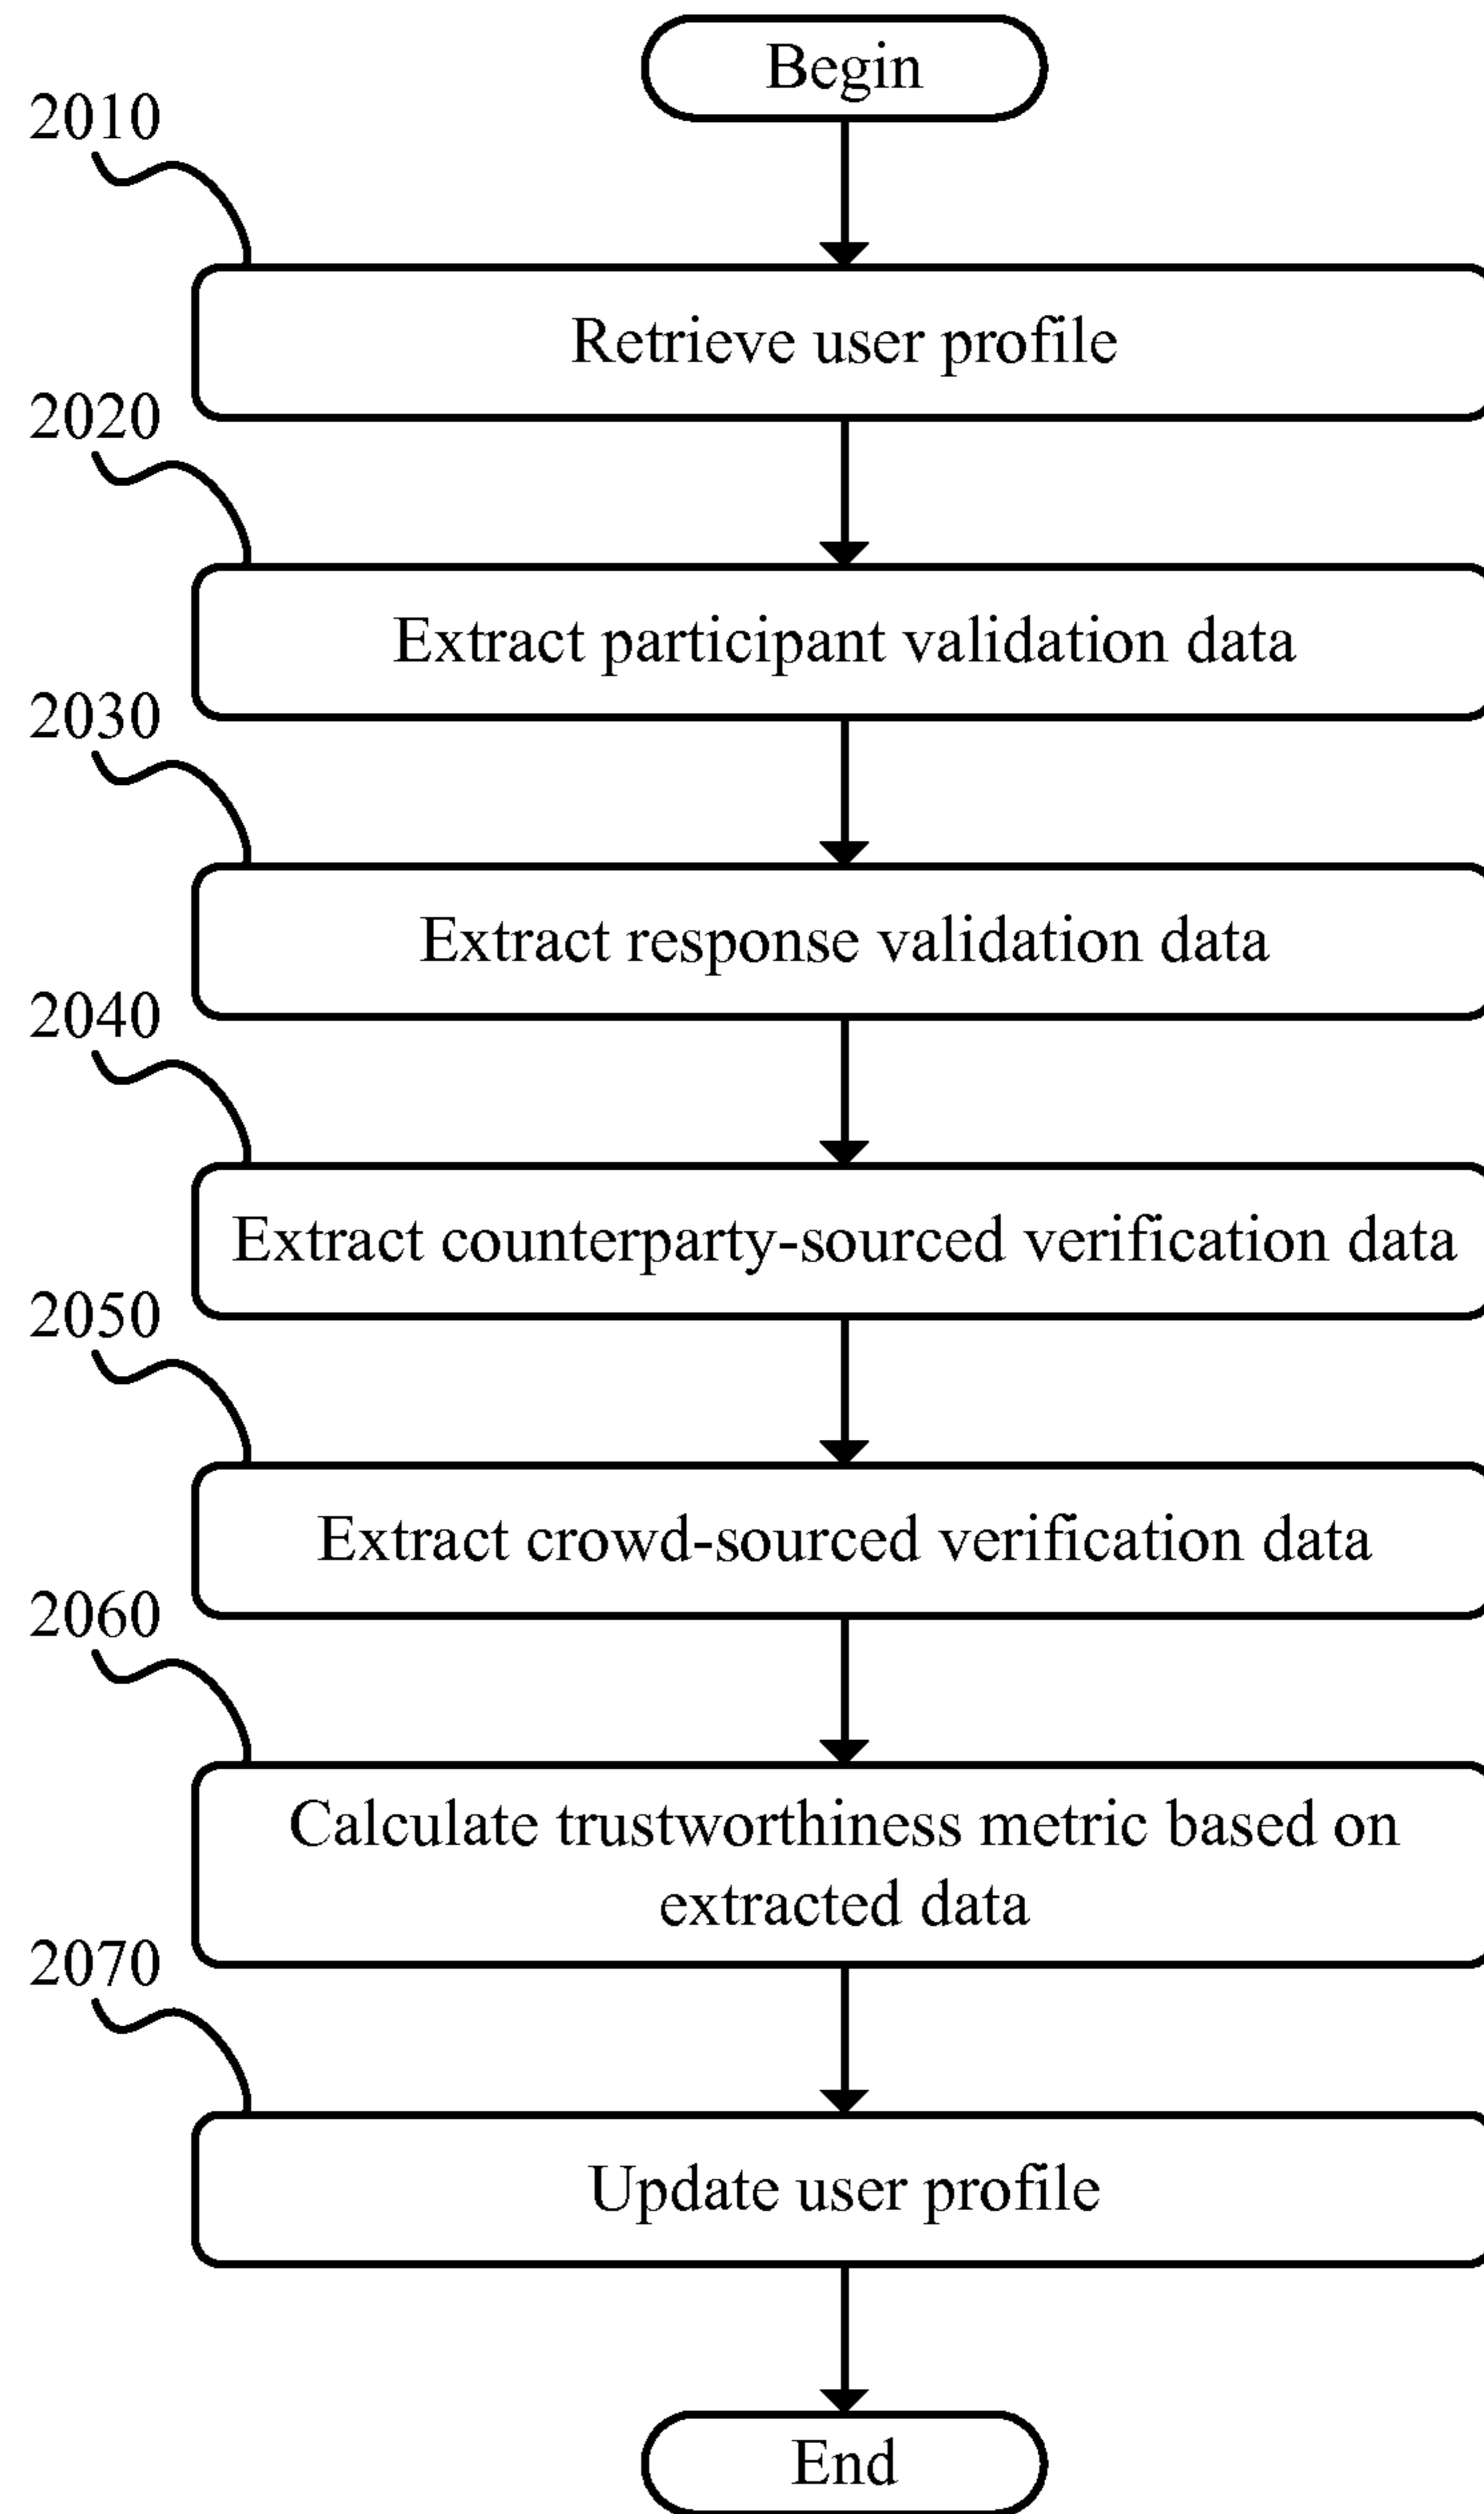 Begin
2010
Retrieve user profile
2020
Extract participant validation data
2030
Extract response validation data
2040
Extract counterparty-sourced verification data
2050
Extract crowd-sourced verification data
2060
Calculate trustworthiness metric based on
extracted data
2070
Update user profile
End